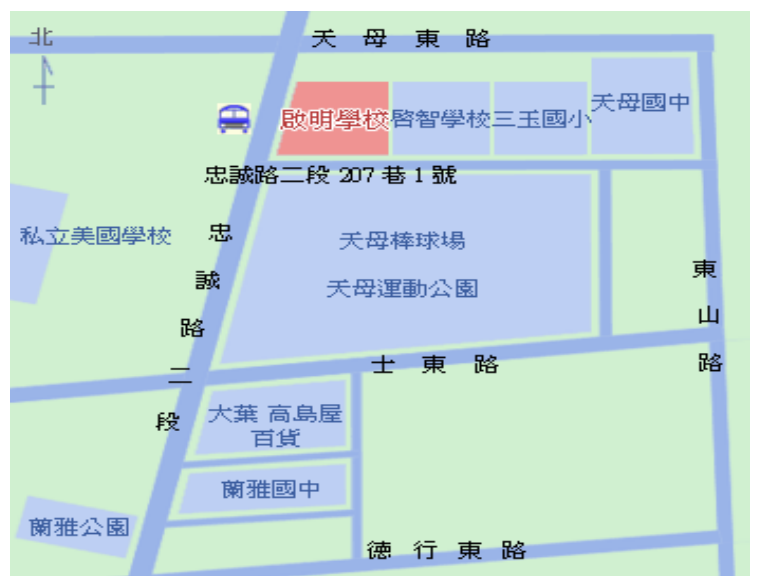 北
天母東路
啟明學校
啓智學校
三玉國小
天母國中
忠誠路二段 207 巷 1 號
私立美國學校
忠誠路二段
天母棒球場
天母運動公園
東山路
士東路
大葉 高島屋
百貨
蘭雅國中
蘭雅公園
德行東路